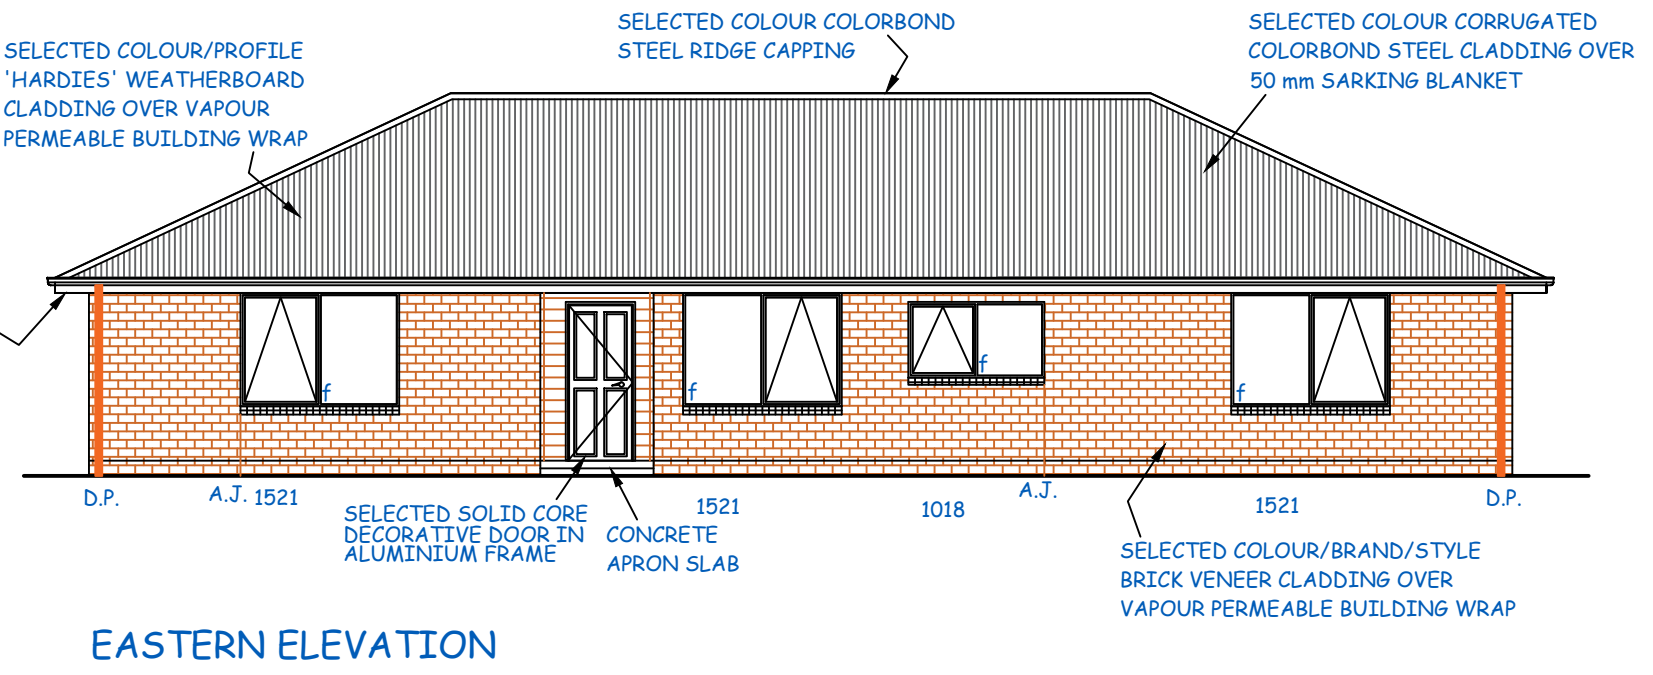 SELECTED COLOUR/PROFILE
'HARDIES' WEATHERBOARD
CLADDING OVER VAPOUR
PERMEABLE BUILDING WRAP
SELECTED COLOUR COLORBOND
STEEL RIDGE CAPPING
SELECTED COLOUR CORRUGATED
COLORBOND STEEL CLADDING OVER
50 mm SARKING BLANKET
f
f
f
f
D.P.
A.J. 1521
1521
1018
A.J.
1521
D.P.
SELECTED SOLID CORE
DECORATIVE DOOR IN
ALUMINIUM FRAME
CONCRETE
APRON SLAB
SELECTED COLOUR/BRAND/STYLE
BRICK VENEER CLADDING OVER
VAPOUR PERMEABLE BUILDING WRAP
EASTERN ELEVATION